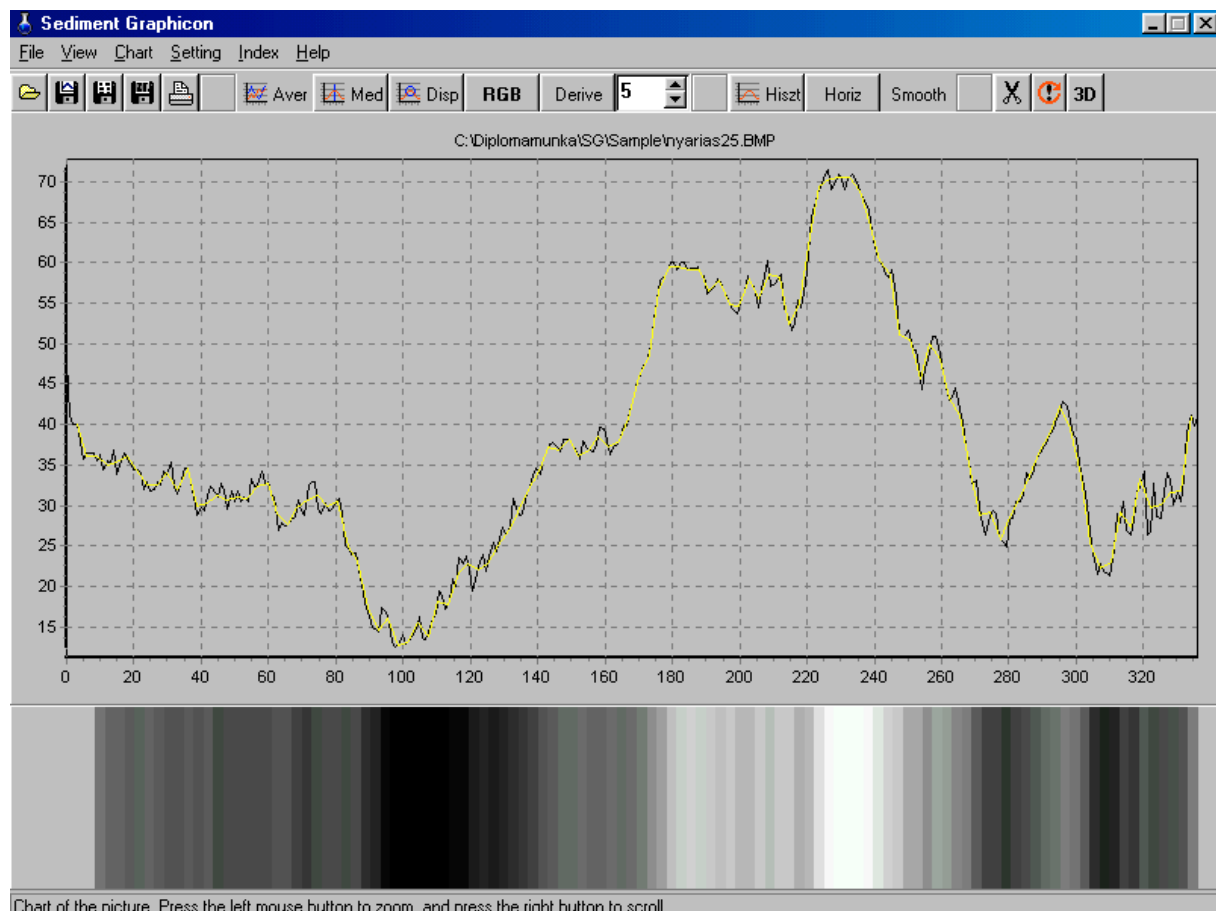 Sediment Graphicon
File View Chart Setting Index Help
Aver Med Disp RGB Derive 5 Hiszt Horiz Smooth 3D
C:\Diplomamunka\SG\Sample\nyarias25.BMP
70
65
60
55
50
45
40
35
30
25
20
15
0 20 40 60 80 100 120 140 160 180 200 220 240 260 280 300 320
Chart of the picture. Press the left mouse button to zoom, and press the right button to scroll.